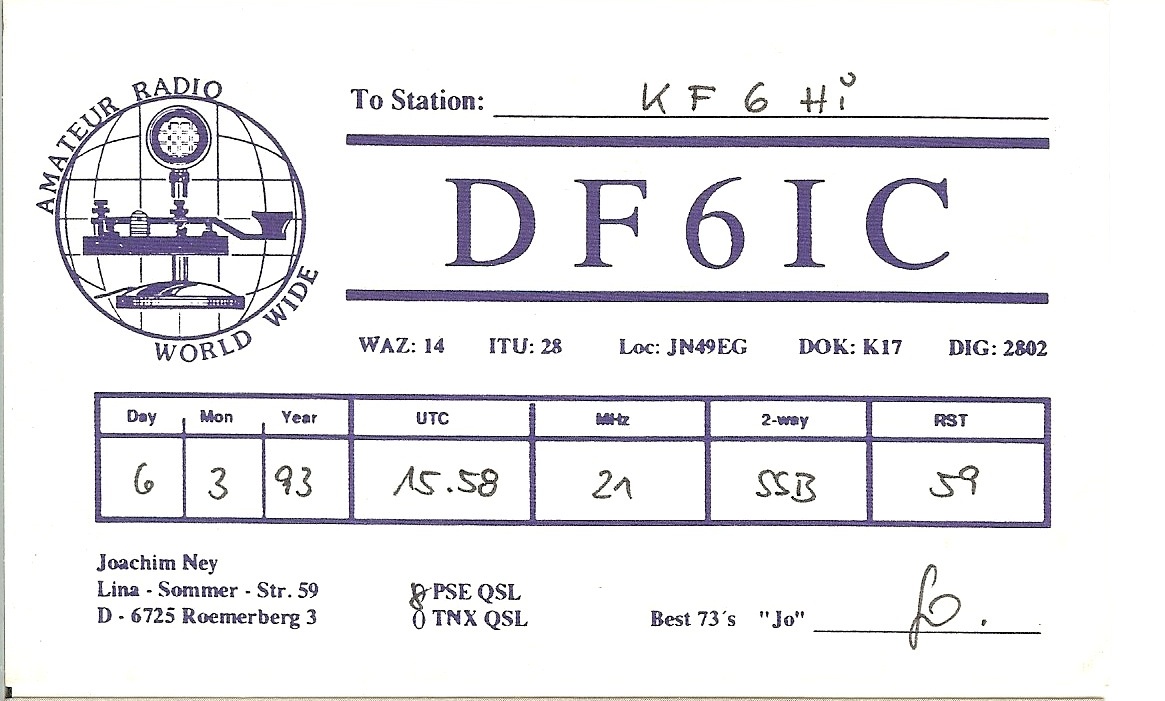 AMATEUR RADIO
WORLD WIDE
To Station: KF6Hi
DF6IC
WAZ: 14 ITU: 28 Loc: JN49EG DOK: K17 DIG: 2802
Day Mon Year UTC MHz 2-way RST
6 3 93 15.58 21 SSB 59
Joachim Ney
Lina - Sommer - Str. 59
D - 6725 Roemerberg 3
PSE QSL
TNX QSL
Best 73´s "Jo" Jo.